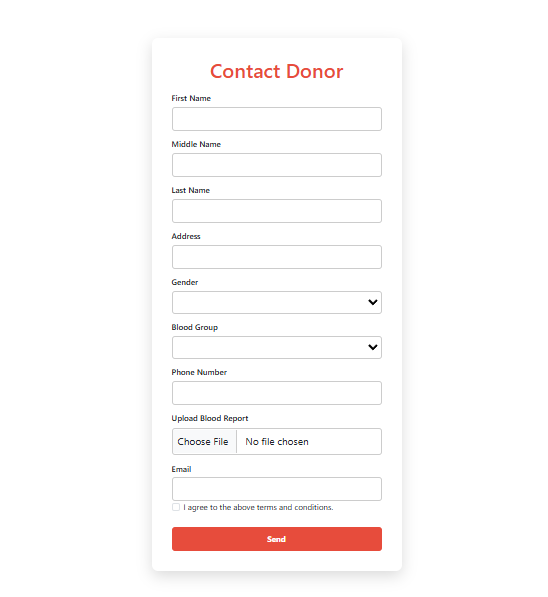 Contact Donor
First Name
Middle Name
Last Name
Address
Gender
Blood Group
Phone Number
Upload Blood Report
Choose File No file chosen
Email
I agree to the above terms and conditions.
Send